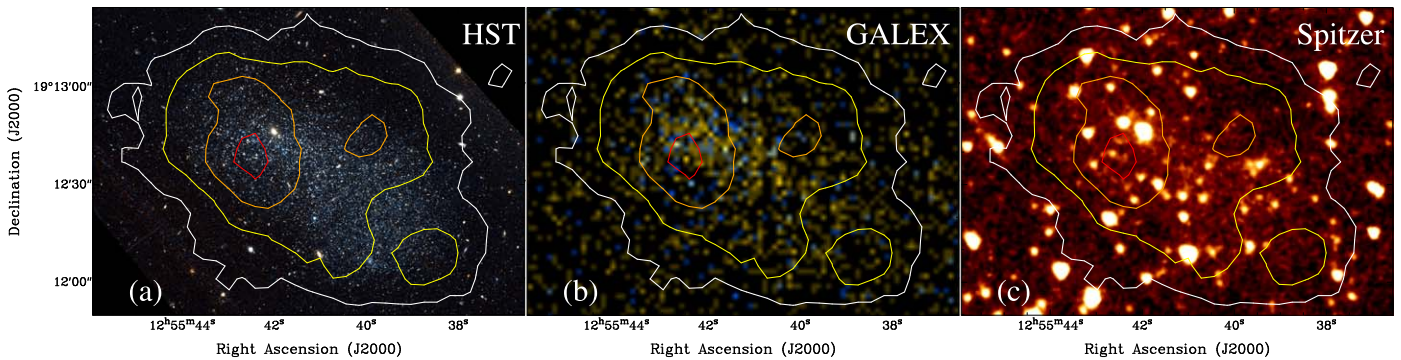 HST
GALEX
Spitzer
Declination (J2000)
19°13′00″
12′30″
12′00″
(a)
(b)
(c)
12ʰ55ᵐ44ˢ 42ˢ 40ˢ 38ˢ
12ʰ55ᵐ44ˢ 42ˢ 40ˢ 38ˢ
12ʰ55ᵐ44ˢ 42ˢ 40ˢ 38ˢ
Right Ascension (J2000)
Right Ascension (J2000)
Right Ascension (J2000)